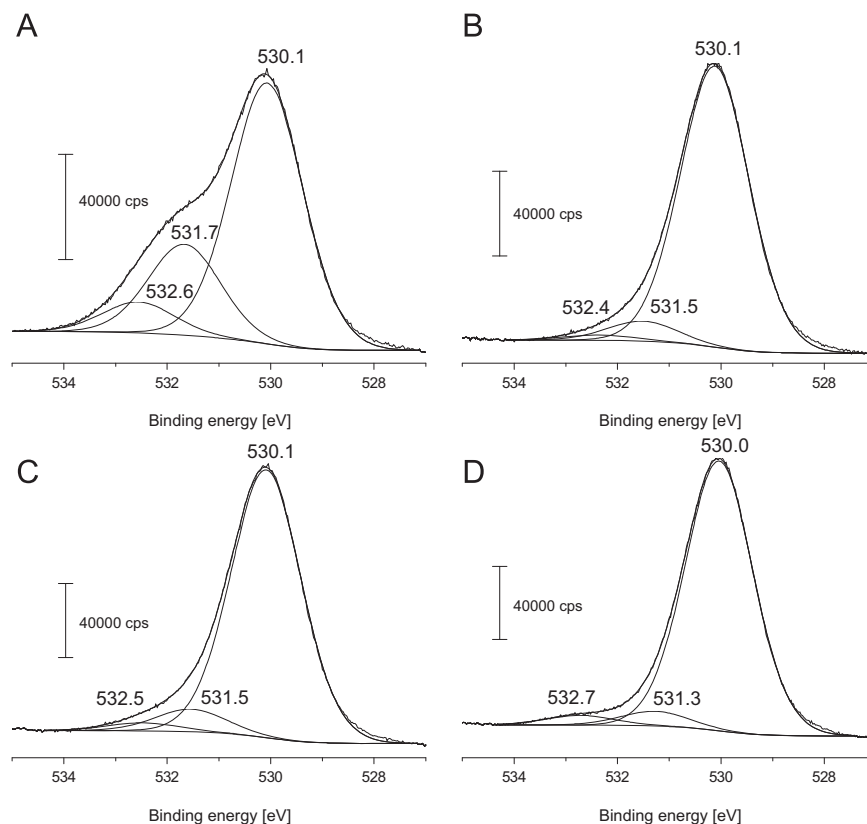 A
530.1
40000 cps
531.7
532.6
534 532 530 528
Binding energy [eV]
B
530.1
40000 cps
532.4 531.5
534 532 530 528
Binding energy [eV]
C
530.1
40000 cps
532.5 531.5
534 532 530 528
Binding energy [eV]
D
530.0
40000 cps
532.7 531.3
534 532 530 528
Binding energy [eV]